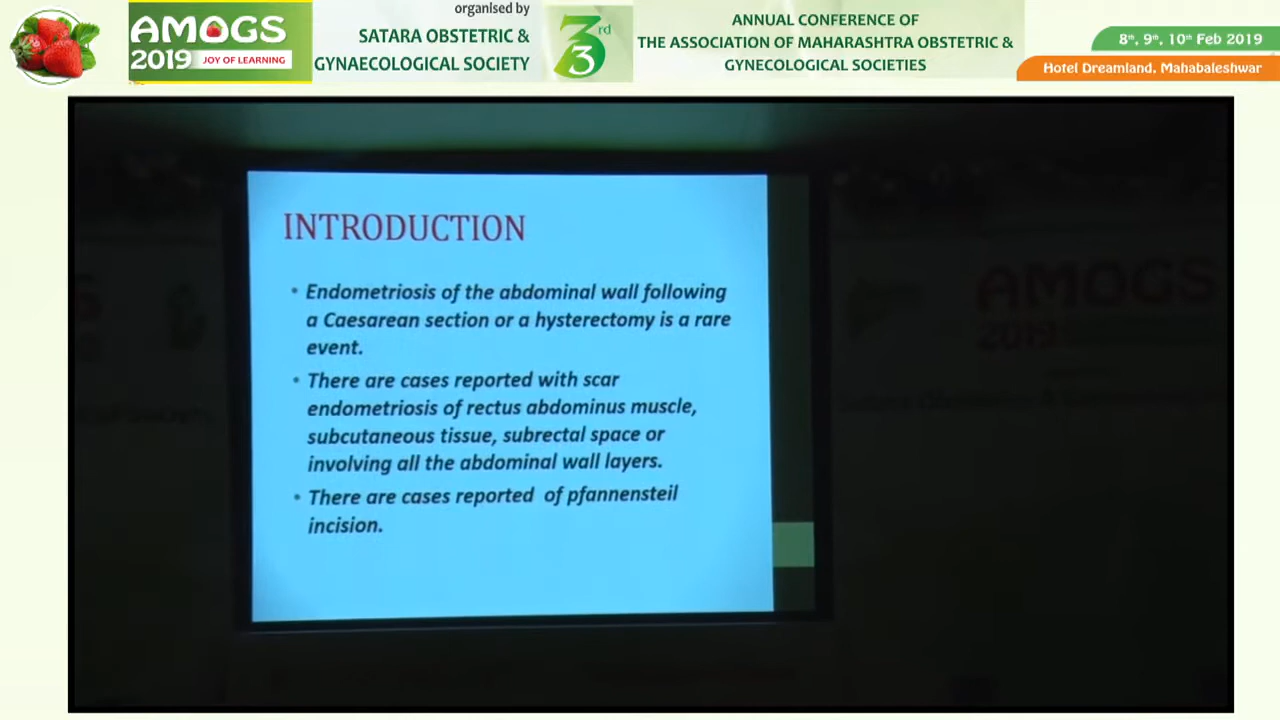 organised by
SATARA OBSTETRIC &
GYNAECOLOGICAL SOCIETY
AMOGS
2019 JOY OF LEARNING
33rd
ANNUAL CONFERENCE OF
THE ASSOCIATION OF MAHARASHTRA OBSTETRIC &
GYNECOLOGICAL SOCIETIES
8th, 9th, 10th Feb 2019
Hotel Dreamland, Mahabaleshwar
INTRODUCTION
• Endometriosis of the abdominal wall following
a Caesarean section or a hysterectomy is a rare
event.
• There are cases reported with scar
endometriosis of rectus abdominus muscle,
subcutaneous tissue, subrectal space or
involving all the abdominal wall layers.
• There are cases reported of pfannensteil
incision.
AMOGS
2019